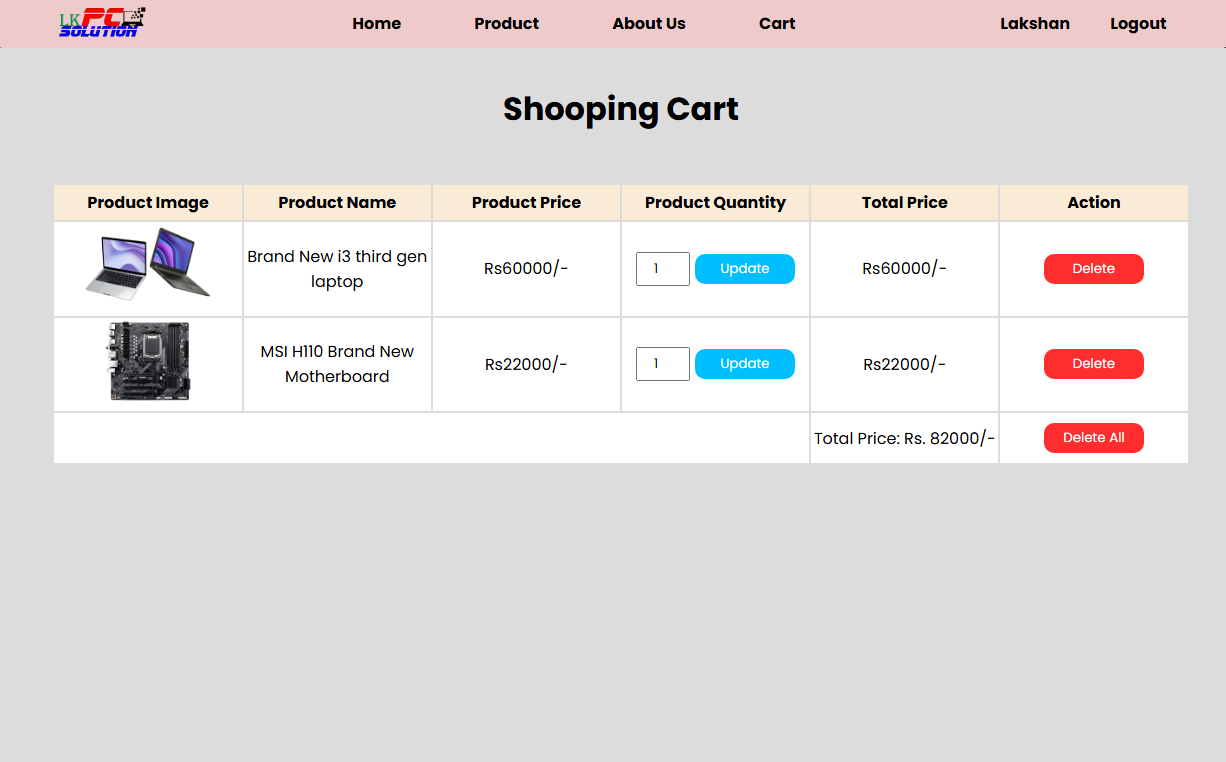 LK PC
SOLUTION
Home Product About Us Cart Lakshan Logout
Shooping Cart
Product Image Product Name Product Price Product Quantity Total Price Action
Brand New i3 third gen
laptop
Rs60000/- 1 Update Rs60000/- Delete
MSI H110 Brand New
Motherboard
Rs22000/- 1 Update Rs22000/- Delete
Total Price: Rs. 82000/- Delete All